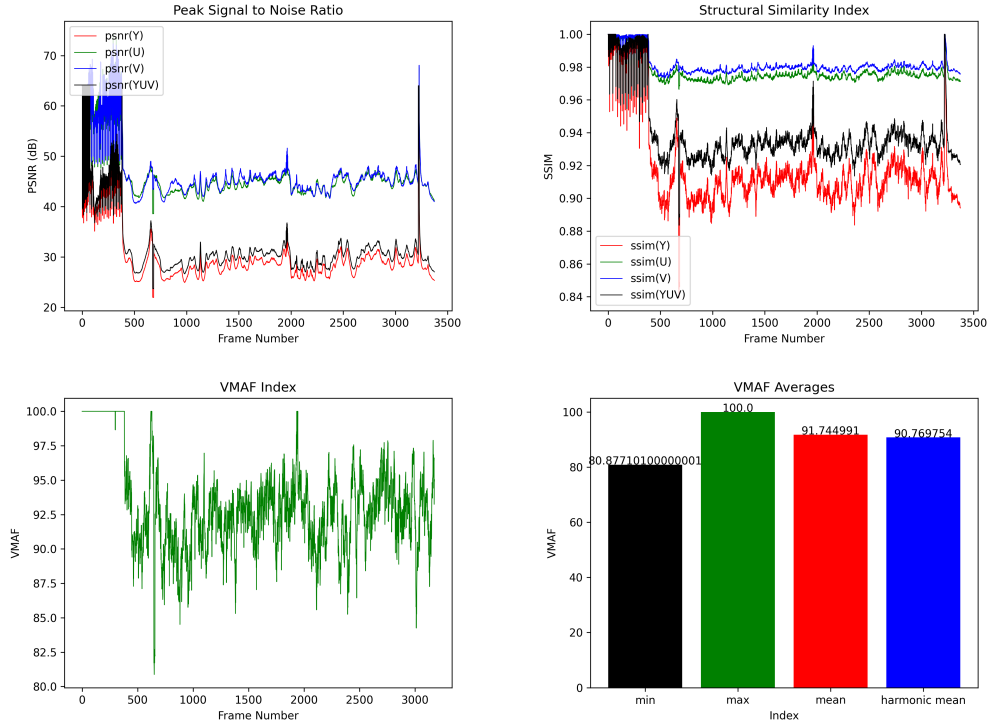 Peak Signal to Noise Ratio
psnr(Y)
psnr(U)
psnr(V)
psnr(YUV)
PSNR (dB)
70
60
50
40
30
20
0 500 1000 1500 2000 2500 3000 3500
Frame Number
Structural Similarity Index
SSIM
1.00
0.98
0.96
0.94
0.92
0.90
0.88
0.86
0.84
ssim(Y)
ssim(U)
ssim(V)
ssim(YUV)
0 500 1000 1500 2000 2500 3000 3500
Frame Number
VMAF Index
VMAF
100.0
97.5
95.0
92.5
90.0
87.5
85.0
82.5
80.0
0 500 1000 1500 2000 2500 3000
Frame Number
VMAF Averages
VMAF
100
80
60
40
20
0
80.87710100000001
100.0
91.744991
90.769754
min max mean harmonic mean
Index